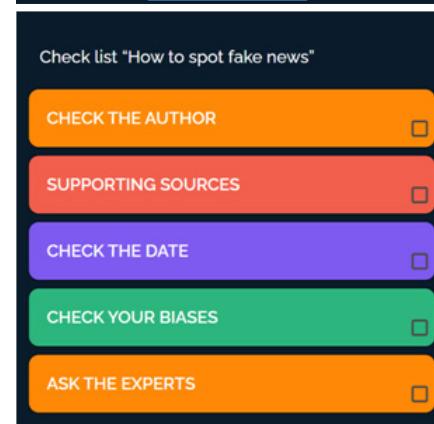 Check list “How to spot fake news”
CHECK THE AUTHOR
SUPPORTING SOURCES
CHECK THE DATE
CHECK YOUR BIASES
ASK THE EXPERTS